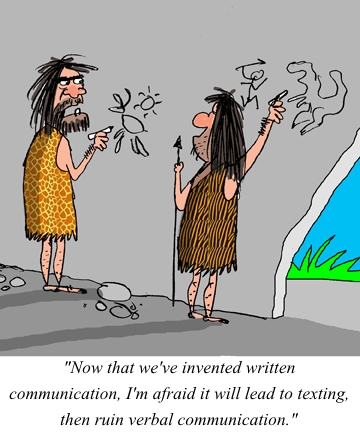 "Now that we've invented written
communication, I'm afraid it will lead to texting,
then ruin verbal communication."